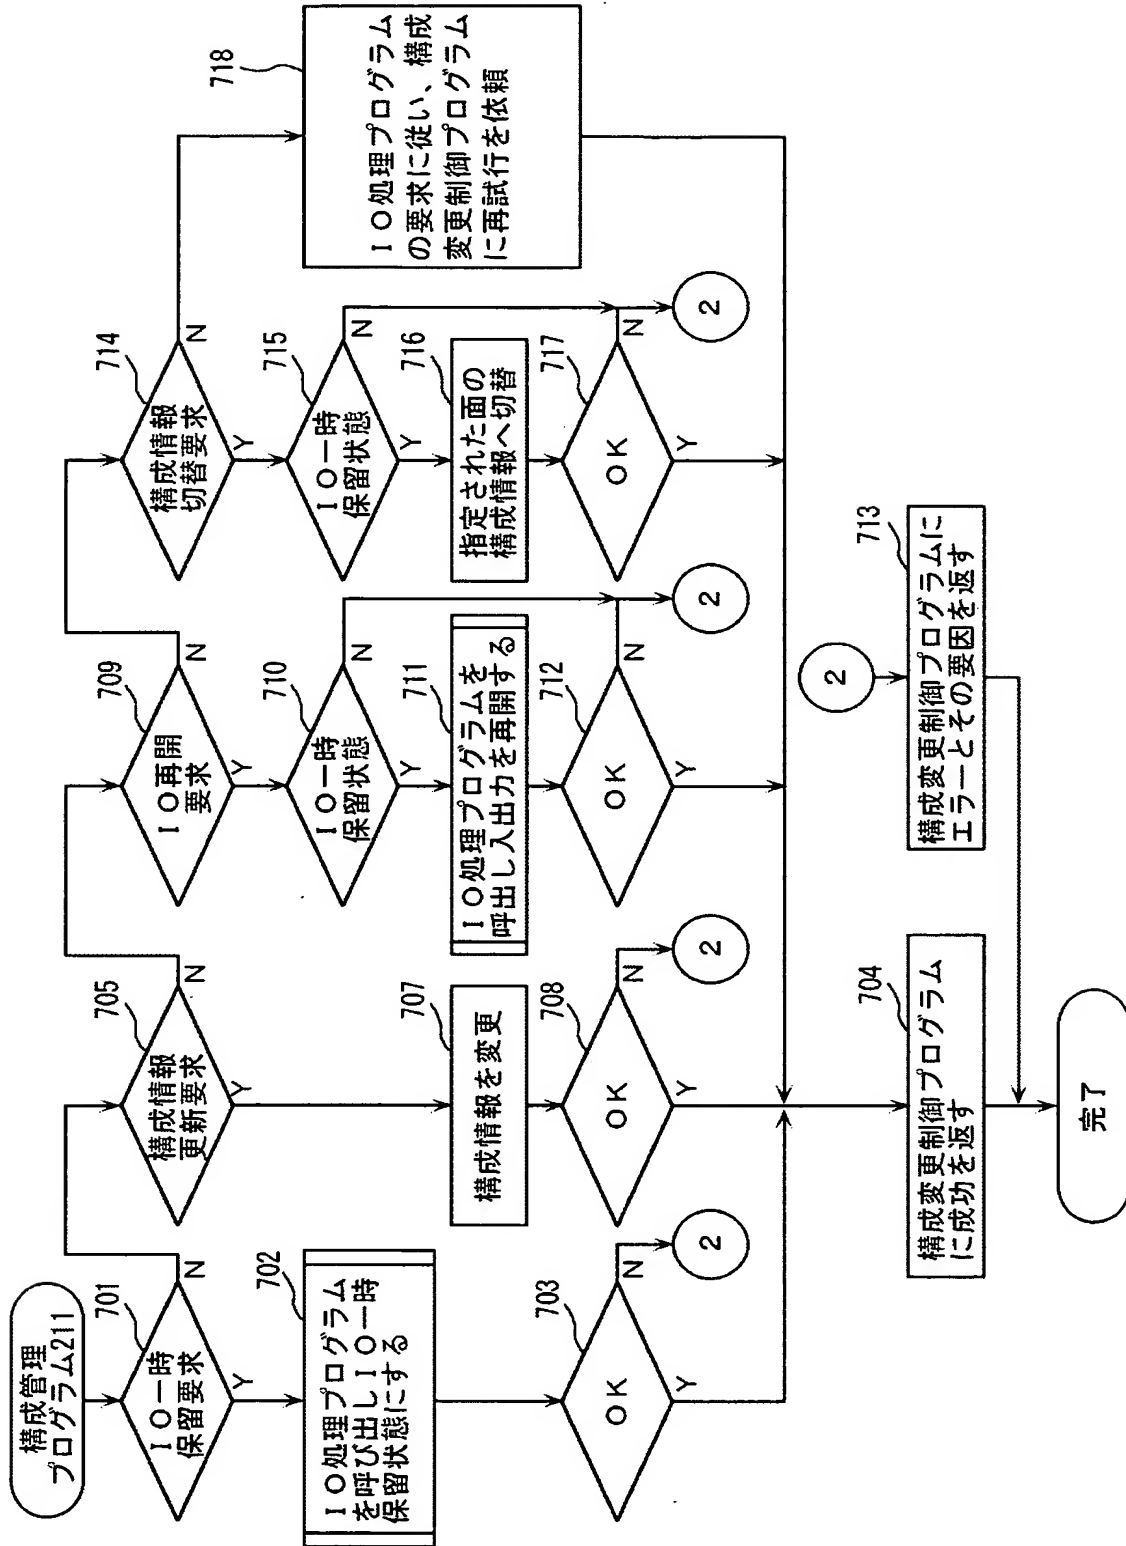 構成管理
プログラム211
701
IO一時
保留要求
Y
N
702
IO処理プログラム
を呼び出しIO一時
保留状態にする
703
OK
Y
N
2
705
構成情報
更新要求
Y
N
707
構成情報を変更
708
OK
Y
N
2
709
IO再開
要求
Y
N
710
IO一時
保留状態
Y
N
711
IO処理プログラムを
呼出し入出力を再開する
712
OK
Y
N
2
714
構成情報
切替要求
Y
N
715
IO一時
保留状態
Y
N
716
指定された面の
構成情報へ切替
717
OK
Y
N
2
718
IO処理プログラム
の要求に従い、構成
変更制御プログラム
に再試行を依頼
704
構成変更制御プログラム
に成功を返す
2
713
構成変更制御プログラムに
エラーとその要因を返す
完了